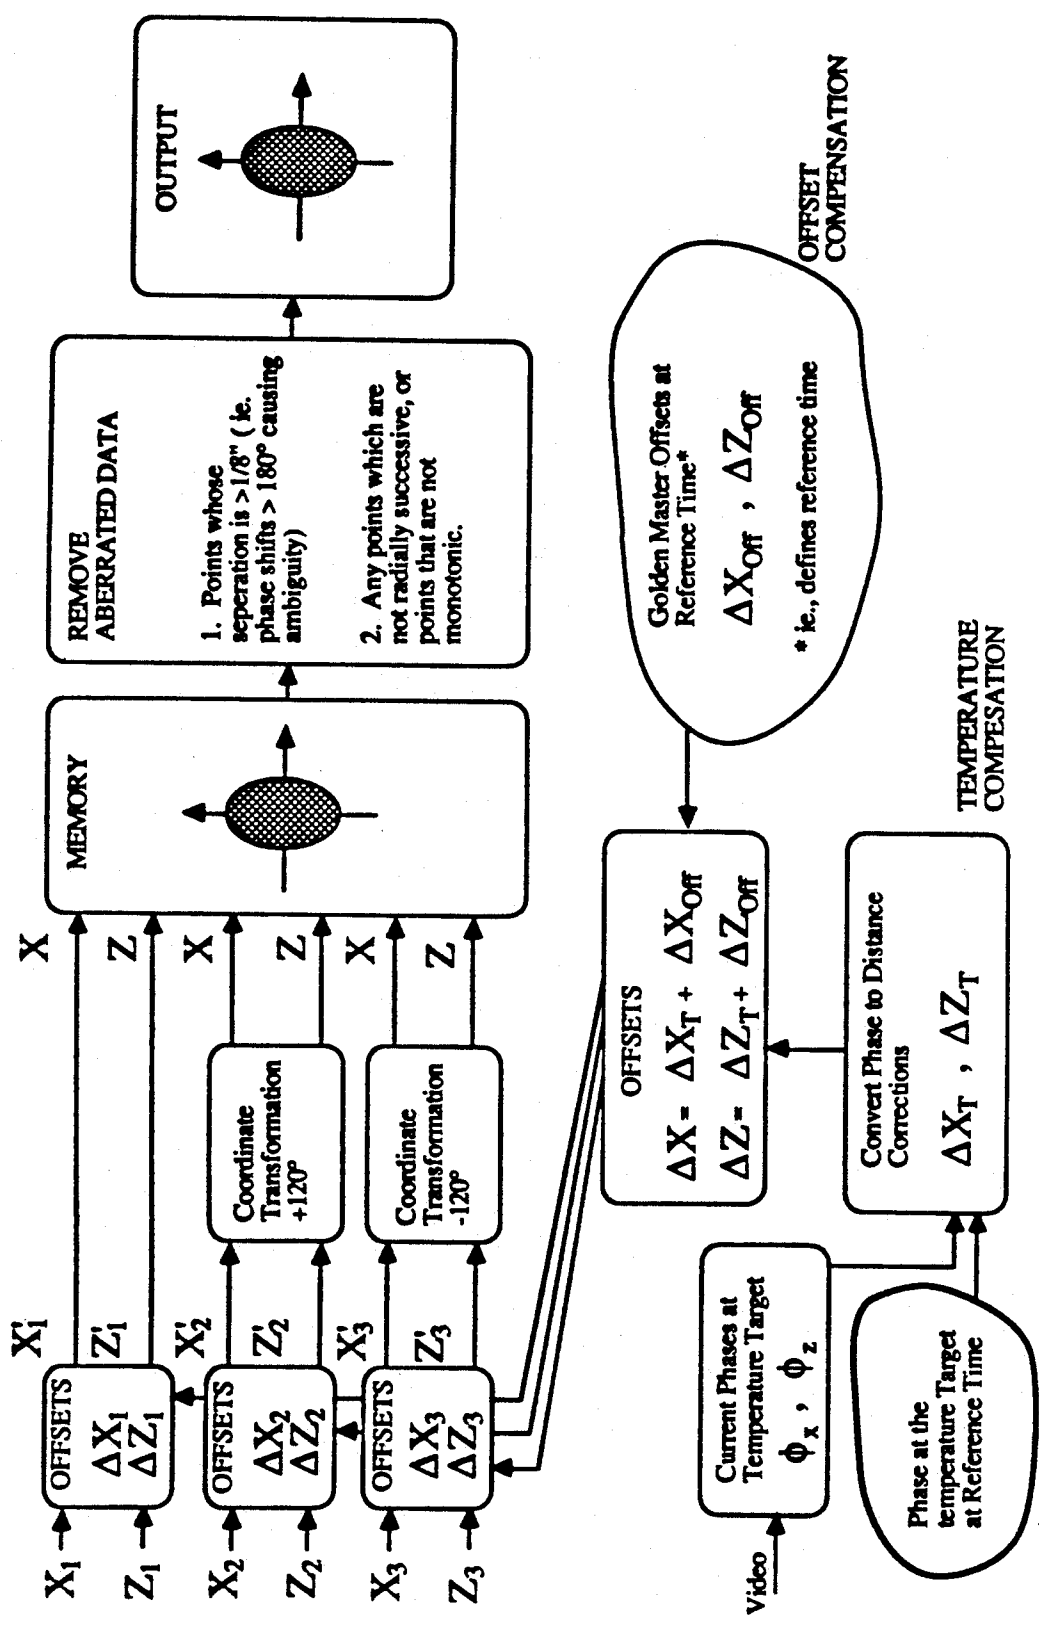 X1
Z1
OFFSETS
ΔX1
ΔZ1
X'1
Z'1
X
Z
X2
Z2
OFFSETS
ΔX2
ΔZ2
X'2
Z'2
Coordinate
Transformation
+120°
X
Z
X3
Z3
OFFSETS
ΔX3
ΔZ3
X'3
Z'3
Coordinate
Transformation
-120°
X
Z
MEMORY
REMOVE
ABERRATED DATA
1. Points whose
seperation is >1/8" ( ie.
phase shifts > 180° causing
ambiguity)
2. Any points which are
not radially successive, or
points that are not
monotonic.
OUTPUT
OFFSETS
ΔX = ΔXT + ΔXOff
ΔZ = ΔZT + ΔZOff
Golden Master Offsets at
Reference Time*
ΔXOff , ΔZOff
* ie., defines reference time
OFFSET
COMPENSATION
Video
Current Phases at
Temperature Target
ϕx , ϕz
Phase at the
temperature Target
at Reference Time
Convert Phase to Distance
Corrections
ΔXT , ΔZT
TEMPERATURE
COMPESATION